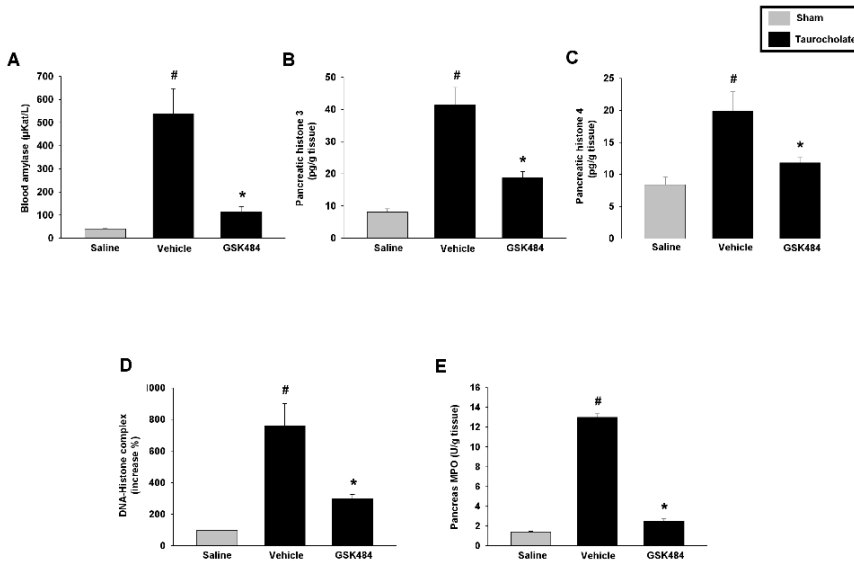 Sham
Taurocholate
A
Blood amylase (µKat/L)
700
600
500
400
300
200
100
0
#
*
Saline Vehicle GSK484
B
Pancreatic histone 3
(pg/g tissue)
50
40
30
20
10
0
#
*
Saline Vehicle GSK484
C
Pancreatic histone 4
(pg/g tissue)
25
20
15
10
5
0
#
*
Saline Vehicle GSK484
D
DNA-Histone complex
(increase %)
1000
800
600
400
200
0
#
*
Saline Vehicle GSK484
E
Pancreas MPO (U/g tissue)
16
14
12
10
8
6
4
2
0
#
*
Saline Vehicle GSK484